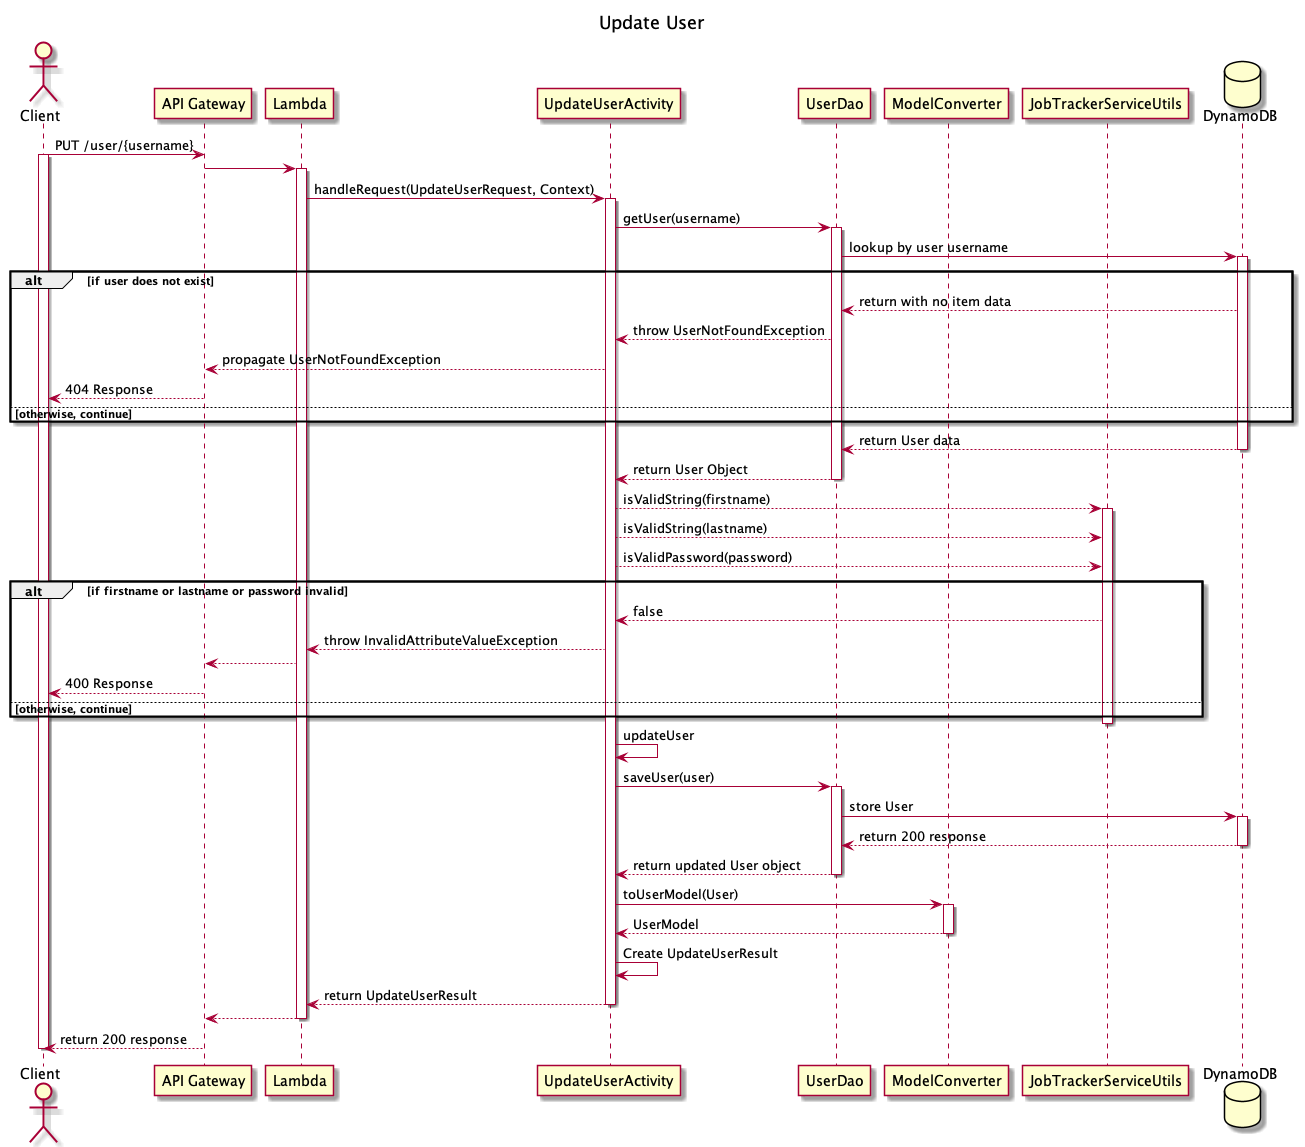 Update User
Client
API Gateway
Lambda
UpdateUserActivity
UserDao
ModelConverter
JobTrackerServiceUtils
DynamoDB
PUT /user/{username}
handleRequest(UpdateUserRequest, Context)
getUser(username)
lookup by user username
alt [if user does not exist]
return with no item data
throw UserNotFoundException
propagate UserNotFoundException
404 Response
[otherwise, continue]
return User data
return User Object
isValidString(firstname)
isValidString(lastname)
isValidPassword(password)
alt [if firstname or lastname or password invalid]
false
throw InvalidAttributeValueException
400 Response
[otherwise, continue]
updateUser
saveUser(user)
store User
return 200 response
return updated User object
toUserModel(User)
UserModel
Create UpdateUserResult
return UpdateUserResult
return 200 response
Client
API Gateway
Lambda
UpdateUserActivity
UserDao
ModelConverter
JobTrackerServiceUtils
DynamoDB